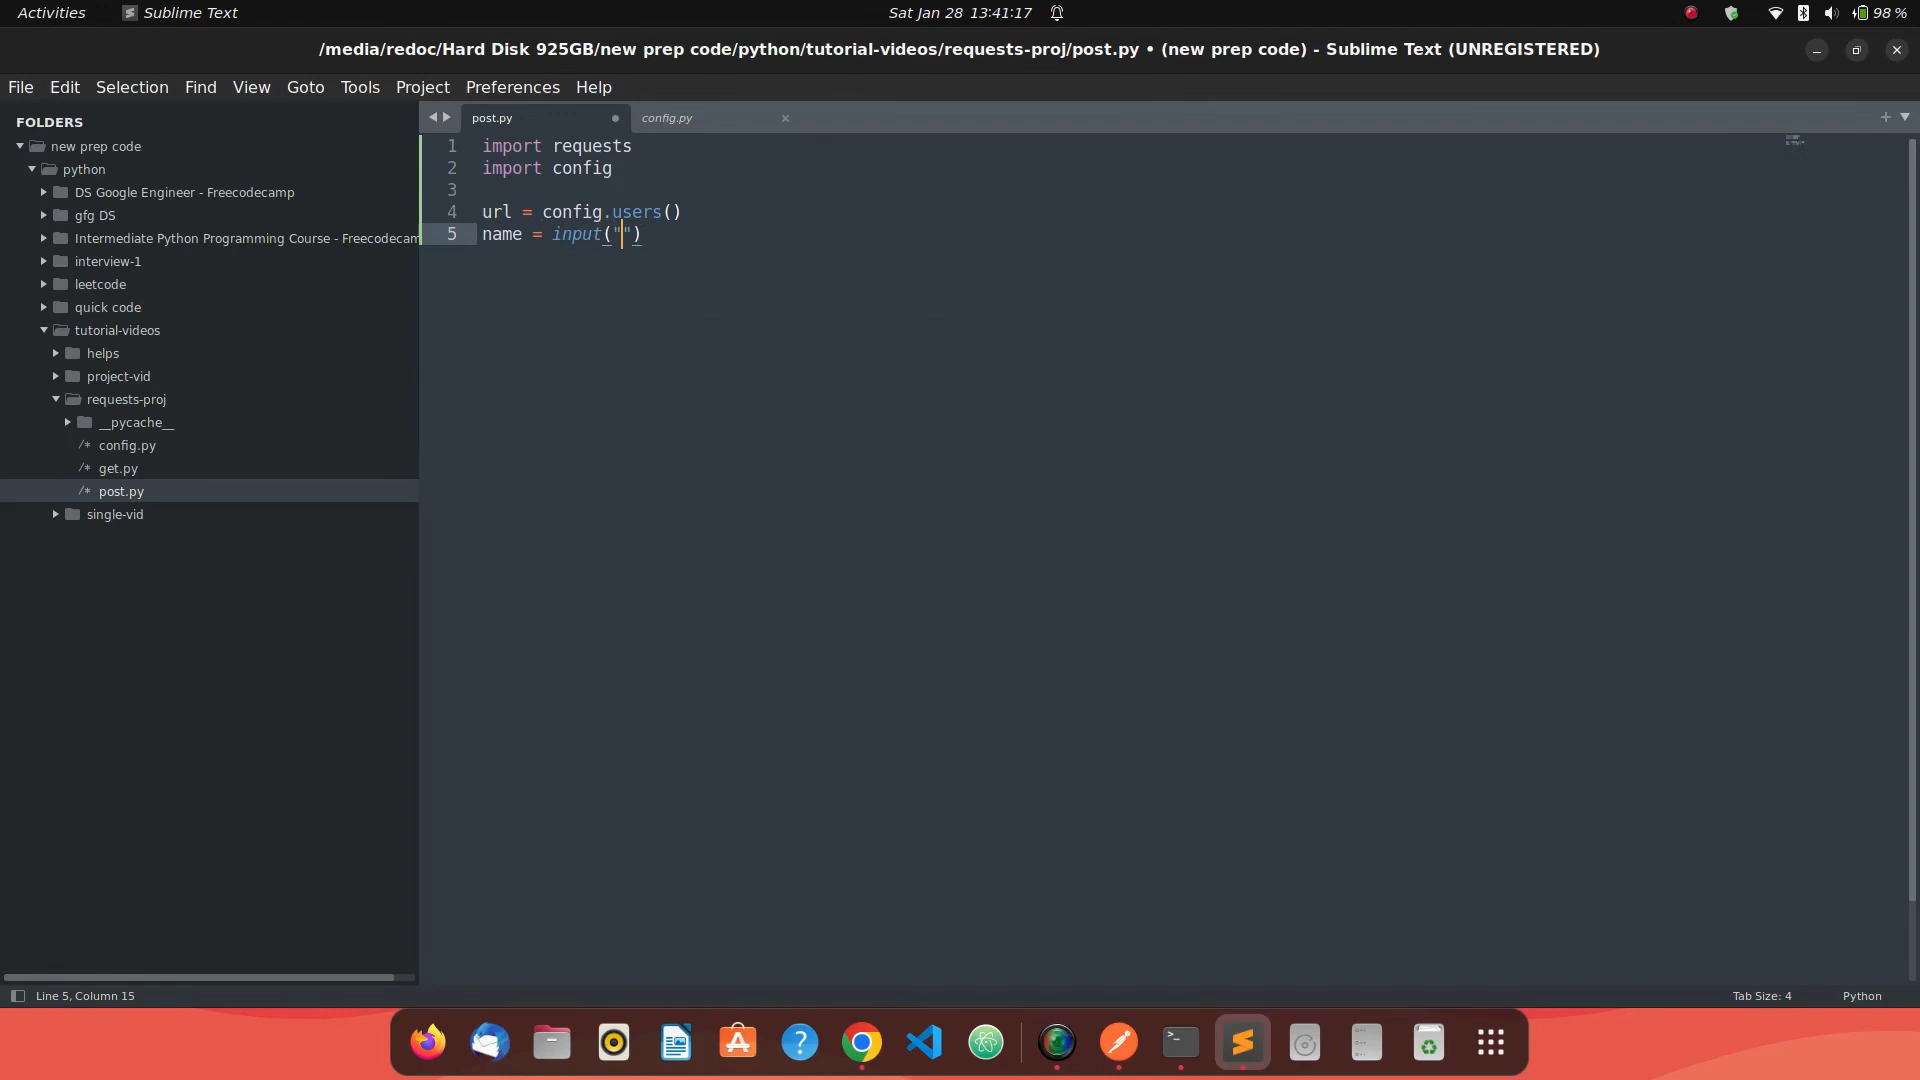 Activities Sublime Text Sat Jan 28 13:41:17 98 %
/media/redoc/Hard Disk 925GB/new prep code/python/tutorial-videos/requests-proj/post.py • (new prep code) - Sublime Text (UNREGISTERED)
File Edit Selection Find View Goto Tools Project Preferences Help
FOLDERS
new prep code
python
DS Google Engineer - Freecodecamp
gfg DS
Intermediate Python Programming Course - Freecodecam
interview-1
leetcode
quick code
tutorial-videos
helps
project-vid
requests-proj
__pycache__
/* config.py
/* get.py
/* post.py
single-vid
post.py config.py
1 import requests
2 import config
3
4 url = config.users()
5 name = input("")
Line 5, Column 15 Tab Size: 4 Python